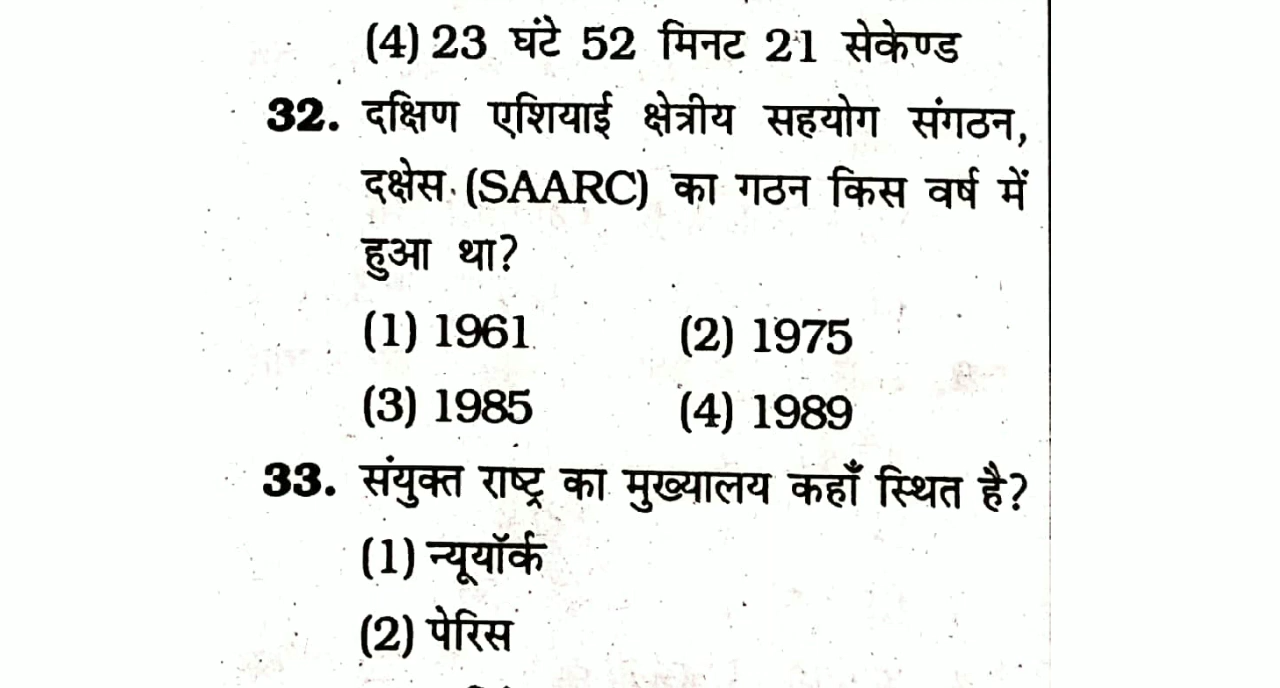 (4) 23 घंटे 52 मिनट 21 सेकेण्ड
32. दक्षिण एशियाई क्षेत्रीय सहयोग संगठन,
दक्षेस (SAARC) का गठन किस वर्ष में
हुआ था?
(1) 1961 (2) 1975
(3) 1985 (4) 1989
33. संयुक्त राष्ट्र का मुख्यालय कहाँ स्थित है?
(1) न्यूयॉर्क
(2) पेरिस